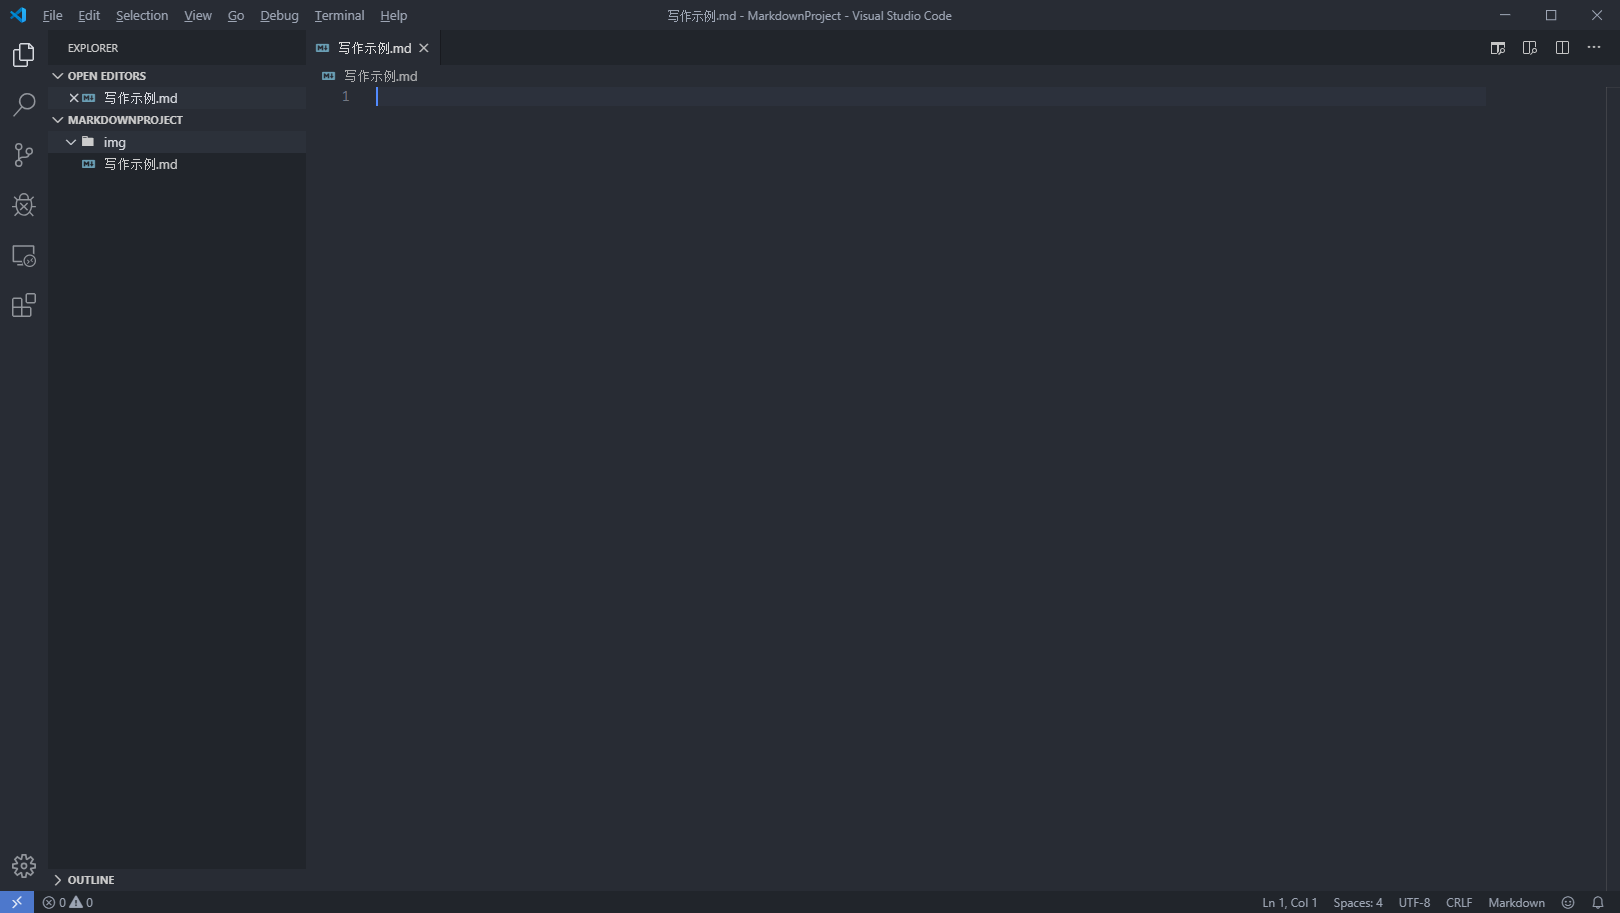 File Edit Selection View Go Debug Terminal Help
写作示例.md - MarkdownProject - Visual Studio Code
EXPLORER
OPEN EDITORS
写作示例.md
MARKDOWNPROJECT
img
写作示例.md
OUTLINE
写作示例.md
写作示例.md
1
0 0
Ln 1, Col 1 Spaces: 4 UTF-8 CRLF Markdown